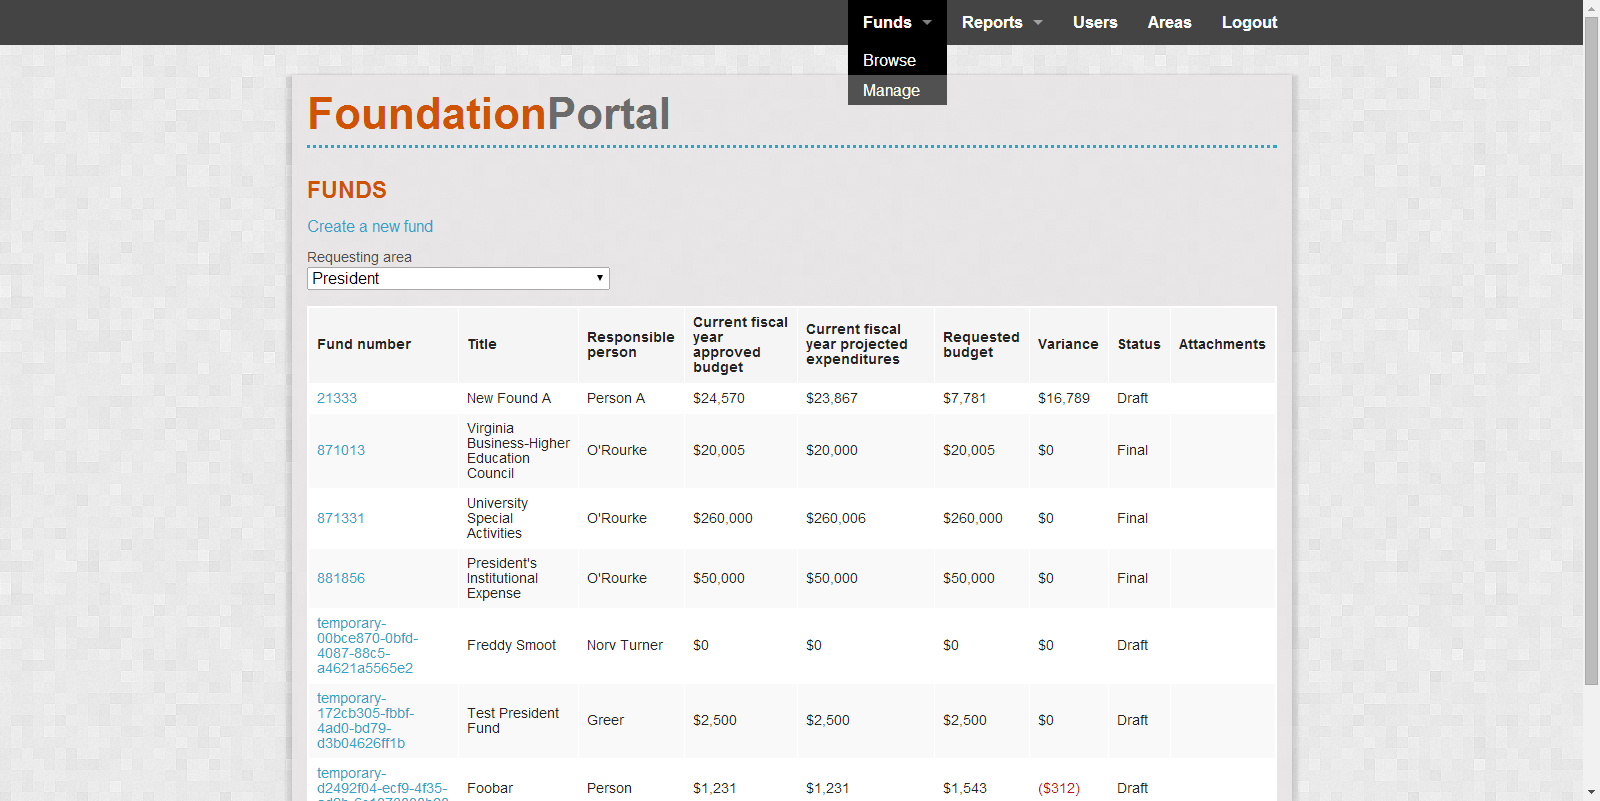 Funds Reports Users Areas Logout
Browse
Manage
FoundationPortal
FUNDS
Create a new fund
Requesting area
President
Fund number Title Responsible person Current fiscal year approved budget Current fiscal year projected expenditures Requested budget Variance Status Attachments
21333 New Found A Person A $24,570 $23,867 $7,781 $16,789 Draft
871013 Virginia Business-Higher Education Council O'Rourke $20,005 $20,000 $20,005 $0 Final
871331 University Special Activities O'Rourke $260,000 $260,006 $260,000 $0 Final
881856 President's Institutional Expense O'Rourke $50,000 $50,000 $50,000 $0 Final
temporary-00bce870-0bfd-4087-88c5-a4621a5565e2 Freddy Smoot Norv Turner $0 $0 $0 $0 Draft
temporary-172cb305-fbbf-4ad0-bd79-d3b04626ff1b Test President Fund Greer $2,500 $2,500 $2,500 $0 Draft
temporary-d2492f04-ecf9-4f35- Foobar Person $1,231 $1,231 $1,543 ($312) Draft